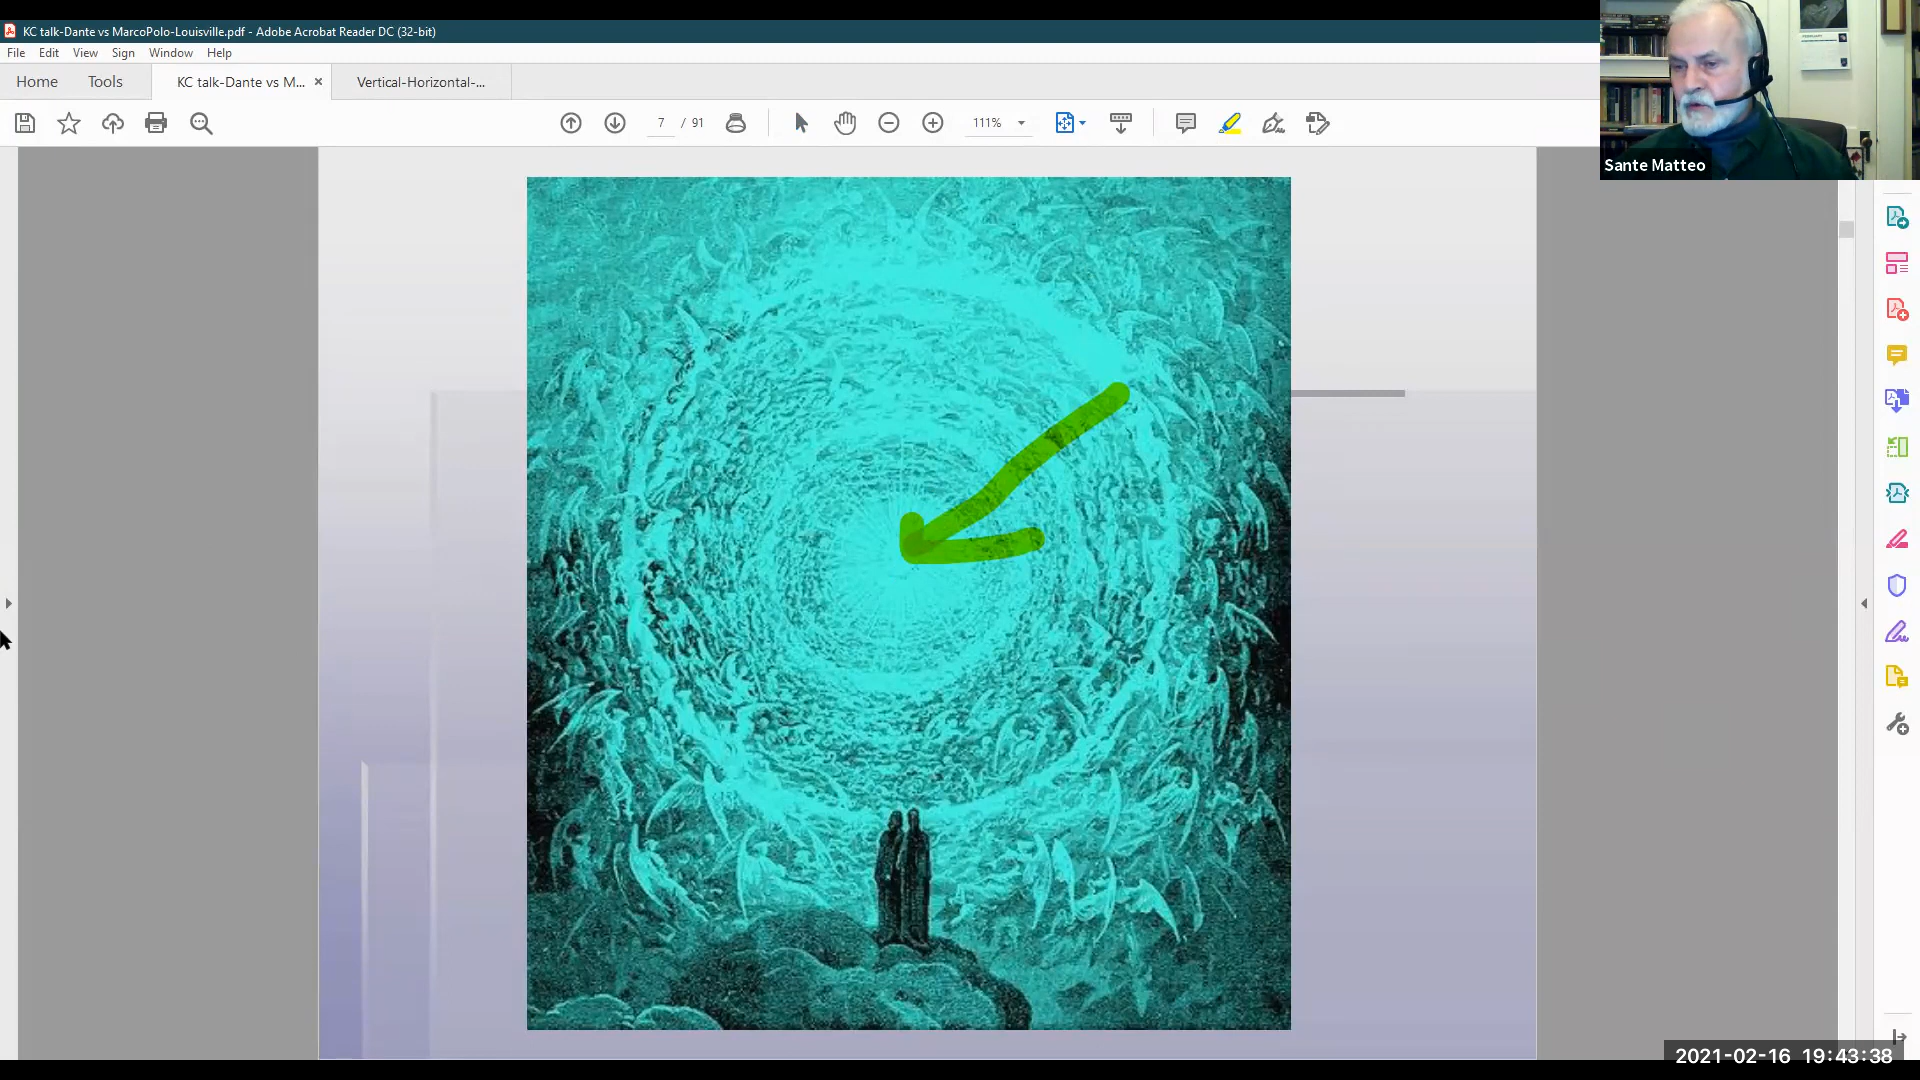 KC talk-Dante vs MarcoPolo-Louisville.pdf - Adobe Acrobat Reader DC (32-bit)
File Edit View Sign Window Help
Home Tools KC talk-Dante vs M... × Vertical-Horizontal-...
7 / 91 111%
Sante Matteo
2021-02-16 19:43:38